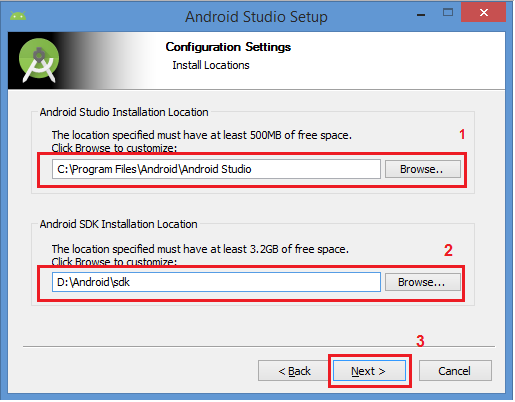 Android Studio Setup
Configuration Settings
Install Locations
Android Studio Installation Location
The location specified must have at least 500MB of free space.
1
Click Browse to customize:
C:\Program Files\Android\Android Studio
Browse..
Android SDK Installation Location
The location specified must have at least 3.2GB of free space.
2
Click Browse to customize:
D:\Android\sdk
Browse...
3
< Back
Next >
Cancel